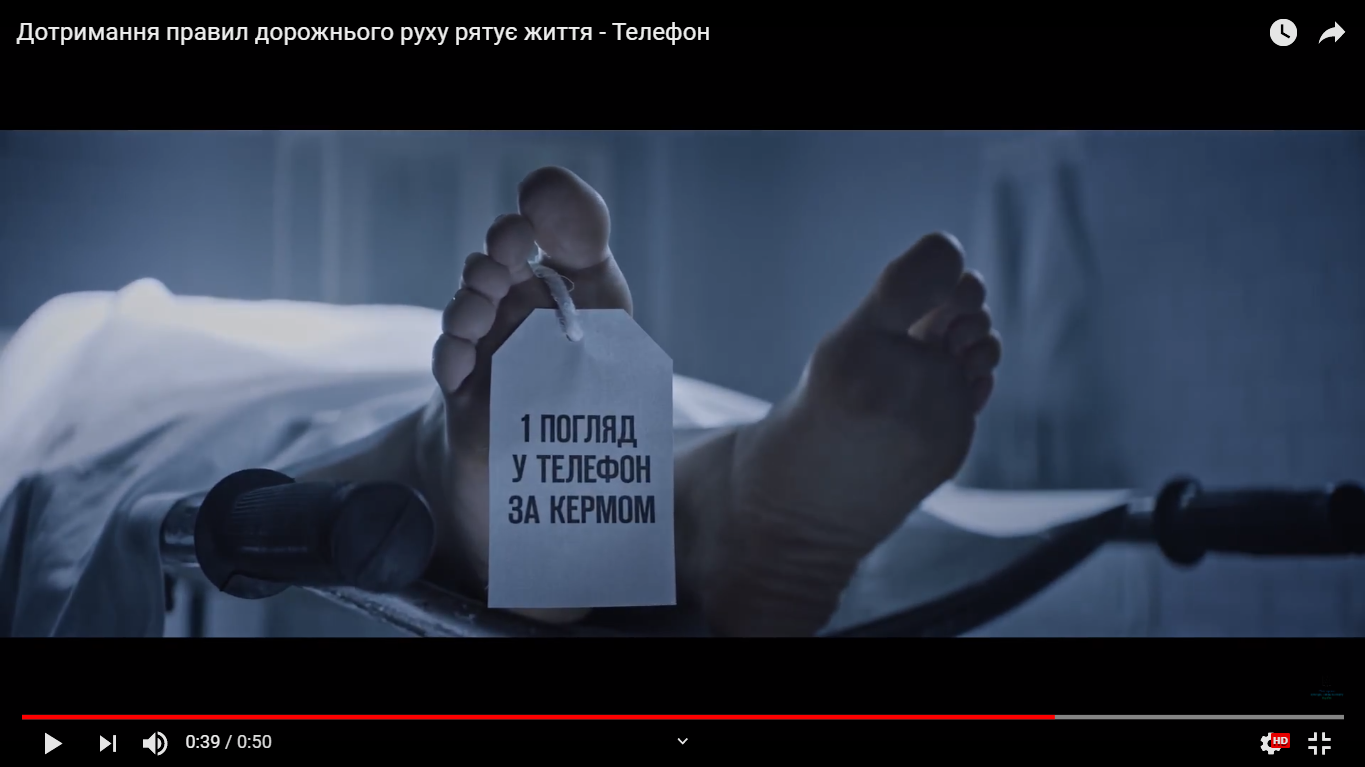 Дотримання правил дорожнього руху рятує життя - Телефон
1 ПОГЛЯД
У ТЕЛЕФОН
ЗА КЕРМОМ
0:39 / 0:50
HD